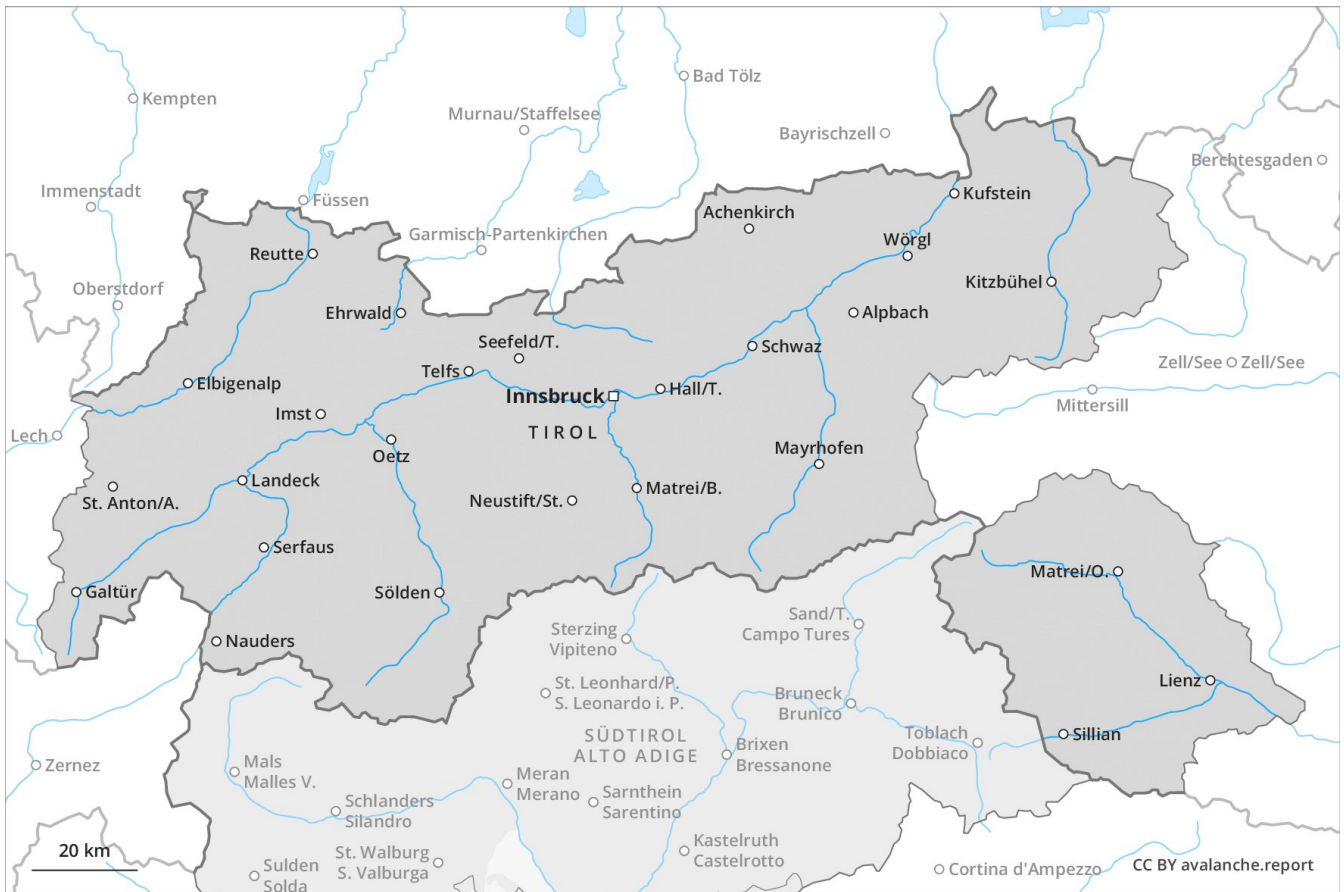 Bad Tölz
Kempten
Murnau/Staffelsee
Bayrischzell
Berchtesgaden
Immenstadt
Füssen
Kufstein
Achenkirch
Garmisch-Partenkirchen
Wörgl
Reutte
Kitzbühel
Oberstdorf
Ehrwald
Alpbach
Seefeld/T.
Schwaz
Telfs
Zell/See
Zell/See
Elbigenalp
Innsbruck
Hall/T.
Mittersill
Imst
TIROL
Lech
Oetz
Mayrhofen
Landeck
Matrei/B.
St. Anton/A.
Neustift/St.
Serfaus
Matrei/O.
Galtür
Sölden
Sand/T.
Campo Tures
Sterzing
Vipiteno
Nauders
St. Leonhard/P.
S. Leonardo i. P.
Bruneck
Brunico
Lienz
SÜDTIROL
ALTO ADIGE
Toblach
Dobbiaco
Sillian
Brixen
Bressanone
Zernez
Mals
Malles V.
Meran
Merano
Sarnthein
Sarentino
Schlanders
Silandro
Kastelruth
Castelrotto
20 km
St. Walburg
S. Valburga
Sulden
Solda
Cortina d'Ampezzo
CC BY avalanche.report